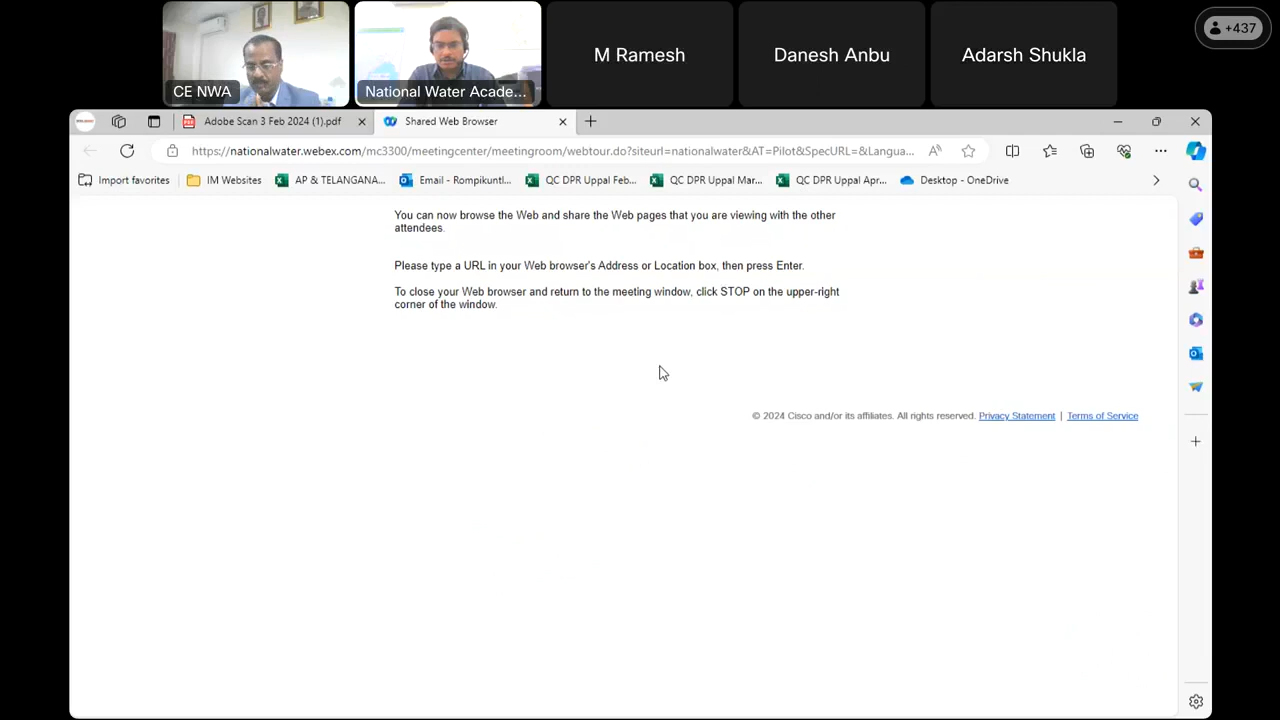 CE NWA
National Water Acade...
M Ramesh
Danesh Anbu
Adarsh Shukla
+437
Adobe Scan 3 Feb 2024 (1).pdf
Shared Web Browser
https://nationalwater.webex.com/mc3300/meetingcenter/meetingroom/webtour.do?siteurl=nationalwater&AT=Pilot&SpecURL=&Langua...
Import favorites
IM Websites
AP & TELANGANA...
Email - Rompikuntl...
QC DPR Uppal Feb...
QC DPR Uppal Mar...
QC DPR Uppal Apr...
Desktop - OneDrive
You can now browse the Web and share the Web pages that you are viewing with the other
attendees.
Please type a URL in your Web browser's Address or Location box, then press Enter.
To close your Web browser and return to the meeting window, click STOP on the upper-right
corner of the window.
© 2024 Cisco and/or its affiliates. All rights reserved. Privacy Statement | Terms of Service